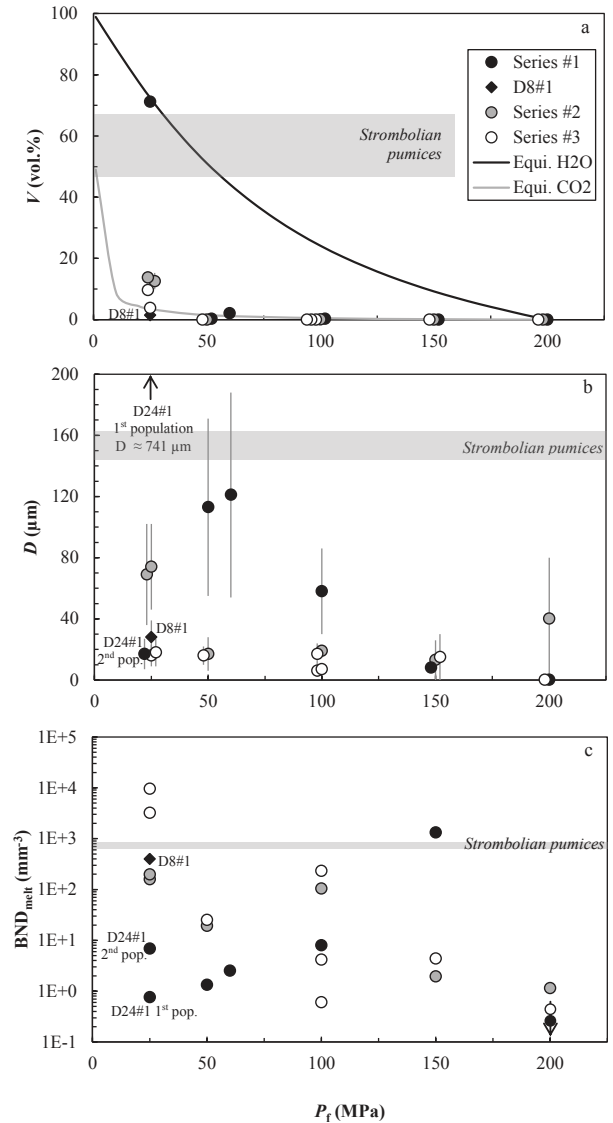 a
100
80
60
40
20
0
V (vol.%)
Series #1
D8#1
Series #2
Series #3
Equi. H2O
Equi. CO2
Strombolian
pumices
D8#1
0
50
100
150
200
b
200
160
120
80
40
0
D (µm)
D24#1
1st population
D ≈ 741 µm
Strombolian pumices
D8#1
D24#1
2nd pop.
0
50
100
150
200
c
1E+5
1E+4
1E+3
1E+2
1E+1
1E+0
1E-1
BNDmelt (mm-3)
Strombolian pumices
D8#1
D24#1
2nd pop.
D24#1 1st pop.
0
50
100
150
200
Pf (MPa)